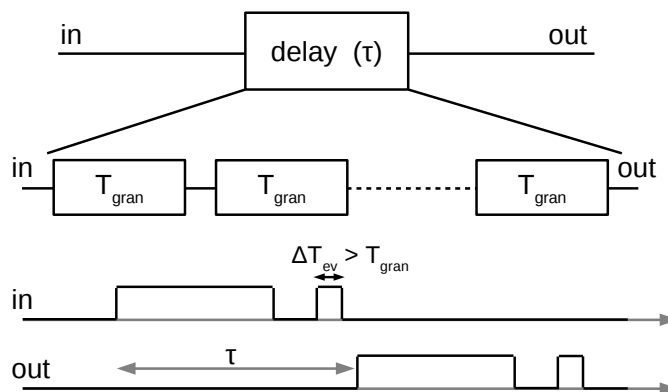 in delay (τ) out
in T_gran T_gran T_gran out
ΔT_ev > T_gran
in
τ
out